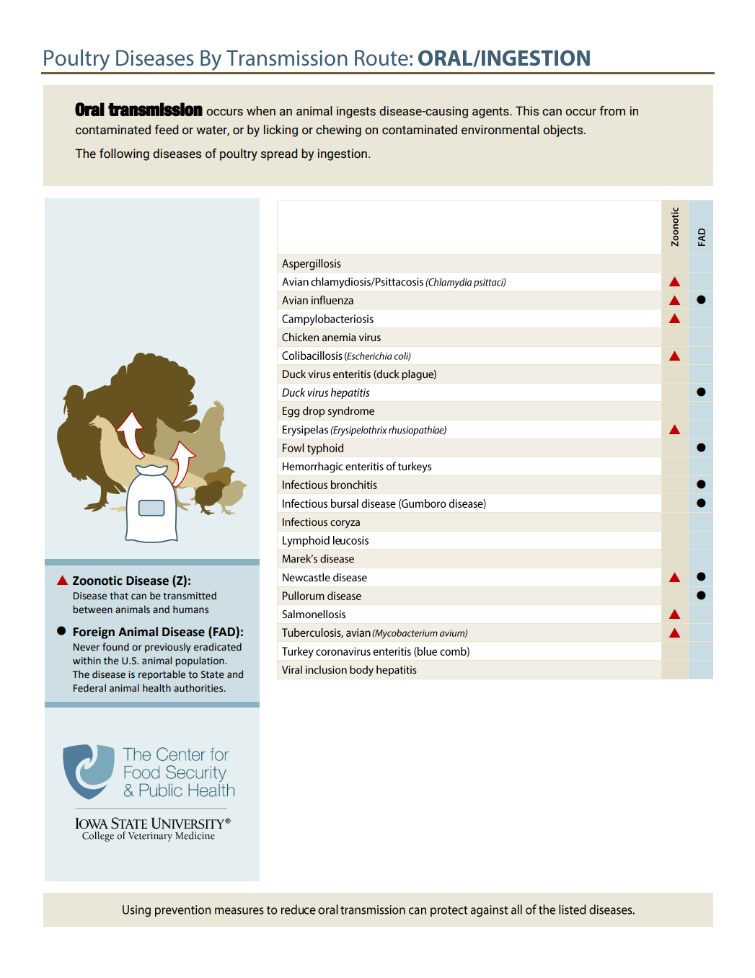 Poultry Diseases By Transmission Route: ORAL/INGESTION
Oral transmission occurs when an animal ingests disease-causing agents. This can occur from in
contaminated feed or water, or by licking or chewing on contaminated environmental objects.
The following diseases of poultry spread by ingestion.
Zoonotic
FAD
Aspergillosis
Avian chlamydiosis/Psittacosis (Chlamydia psittaci) ▲
Avian influenza ▲ ●
Campylobacteriosis ▲
Chicken anemia virus
Colibacillosis (Escherichia coli) ▲
Duck virus enteritis (duck plague)
Duck virus hepatitis ●
Egg drop syndrome
Erysipelas (Erysipelothrix rhusiopathiae) ▲
Fowl typhoid ●
Hemorrhagic enteritis of turkeys
Infectious bronchitis ●
Infectious bursal disease (Gumboro disease) ●
Infectious coryza
Lymphoid leucosis
Marek's disease
Newcastle disease ▲ ●
Pullorum disease ●
Salmonellosis ▲
Tuberculosis, avian (Mycobacterium avium) ▲
Turkey coronavirus enteritis (blue comb)
Viral inclusion body hepatitis
▲ Zoonotic Disease (Z):
Disease that can be transmitted
between animals and humans
● Foreign Animal Disease (FAD):
Never found or previously eradicated
within the U.S. animal population.
The disease is reportable to State and
Federal animal health authorities.
The Center for
Food Security
& Public Health
IOWA STATE UNIVERSITY®
College of Veterinary Medicine
Using prevention measures to reduce oral transmission can protect against all of the listed diseases.